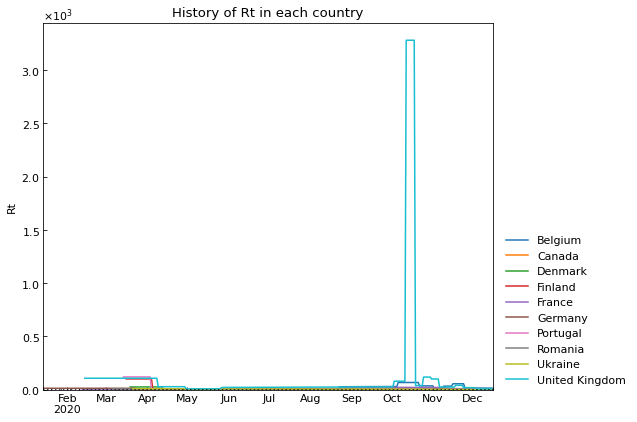 History of Rt in each country
×10³
3.0
2.5
2.0
1.5
1.0
0.5
0.0
Rt
Feb Mar Apr May Jun Jul Aug Sep Oct Nov Dec
2020
Belgium
Canada
Denmark
Finland
France
Germany
Portugal
Romania
Ukraine
United Kingdom